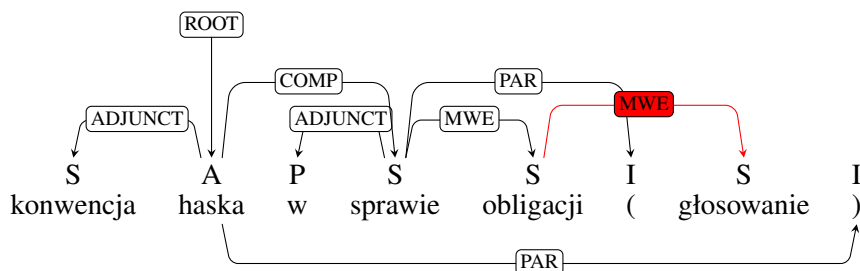 ROOT
COMP PAR
ADJUNCT ADJUNCT MWE MWE
S A P S S I S I
konwencja haska w sprawie obligacji ( głosowanie )
PAR